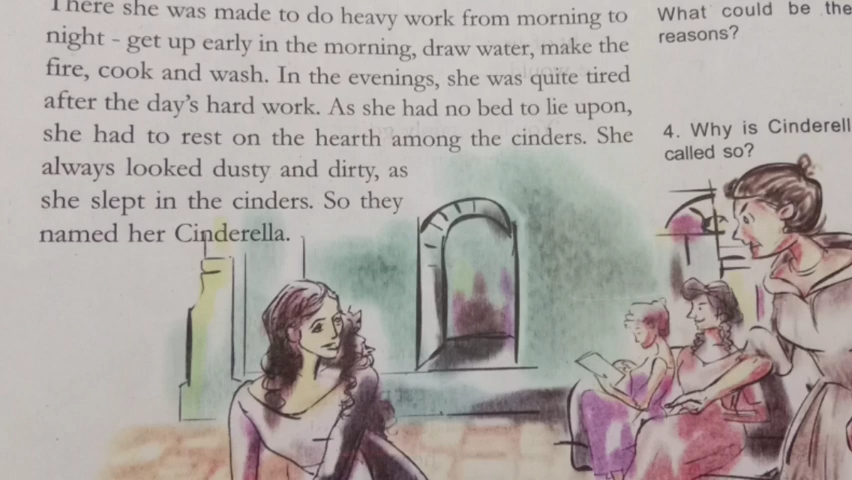 There she was made to do heavy work from morning to
night - get up early in the morning, draw water, make the
fire, cook and wash. In the evenings, she was quite tired
after the day's hard work. As she had no bed to lie upon,
she had to rest on the hearth among the cinders. She
always looked dusty and dirty, as
she slept in the cinders. So they
named her Cinderella.
What could be the
reasons?
4. Why is Cinderell
called so?